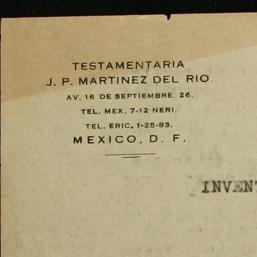 TESTAMENTARIA
J. P. MARTINEZ DEL RIO.
AV. 16 DE SEPTIEMBRE, 26.
TEL. MEX. 7-12 NERI.
TEL. ERIC. 1-25-83.
MEXICO, D. F.
INVENT